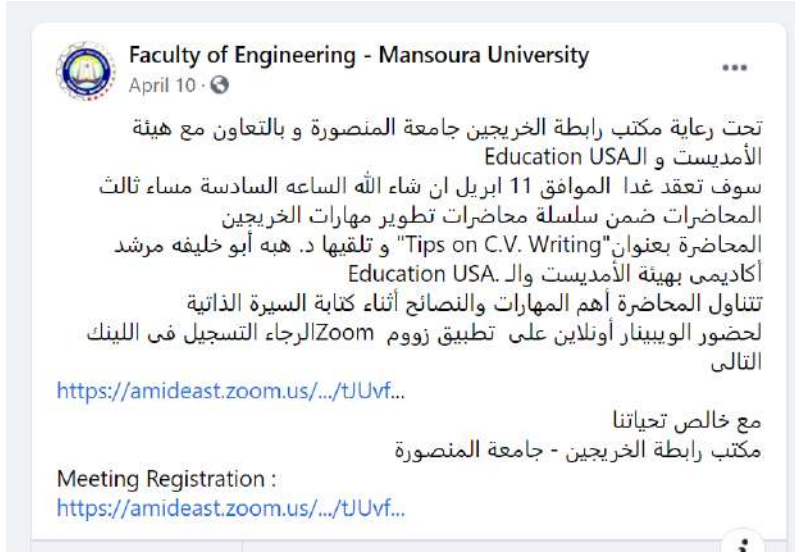 Faculty of Engineering - Mansoura University
April 10 ·
تحت رعاية مكتب رابطة الخريجين جامعة المنصورة و بالتعاون مع هيئة
الأمديست و الـEducation USA
سوف تعقد غدا الموافق 11 ابريل ان شاء الله الساعه السادسة مساء ثالث
المحاضرات ضمن سلسلة محاضرات تطوير مهارات الخريجين
المحاضرة بعنوان"Tips on C.V. Writing" و تلقيها د. هبه أبو خليفه مرشد
أكاديمى بهيئة الأمديست والـ .Education USA
تتناول المحاضرة أهم المهارات والنصائح أثناء كتابة السيرة الذاتية
لحضور الويبينار أونلاين على تطبيق زووم Zoomالرجاء التسجيل فى اللينك
التالى
https://amideast.zoom.us/.../tJUvf...
مع خالص تحياتنا
مكتب رابطة الخريجين - جامعة المنصورة
Meeting Registration :
https://amideast.zoom.us/.../tJUvf...